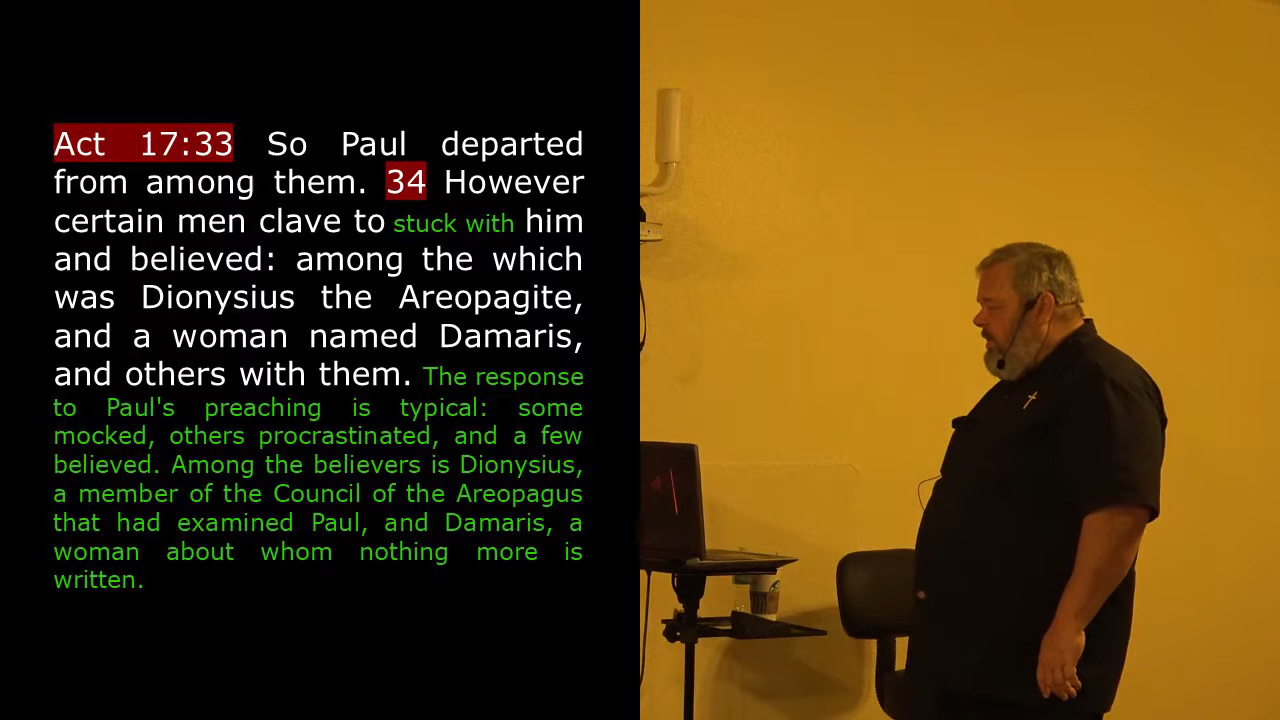 Act 17:33 So Paul departed
from among them. 34 However
certain men clave to stuck with him
and believed: among the which
was Dionysius the Areopagite,
and a woman named Damaris,
and others with them. The response
to Paul's preaching is typical: some
mocked, others procrastinated, and a few
believed. Among the believers is Dionysius,
a member of the Council of the Areopagus
that had examined Paul, and Damaris, a
woman about whom nothing more is
written.